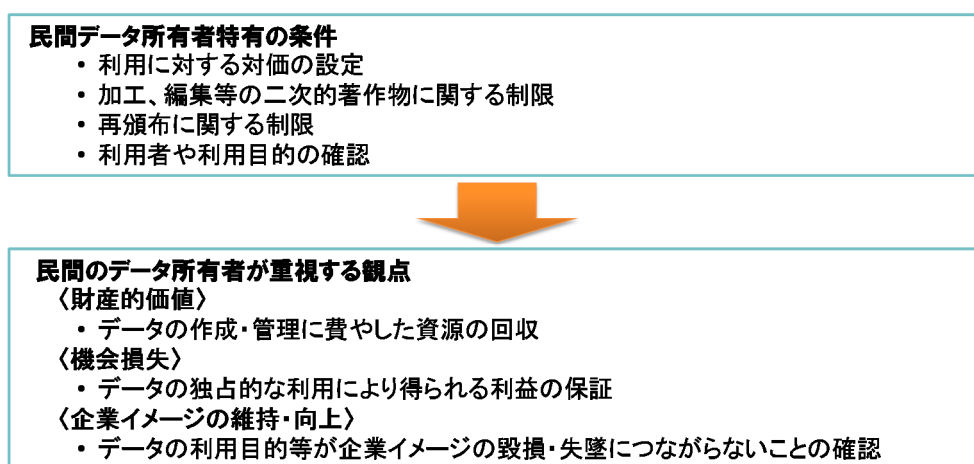 民間データ所有者特有の条件
• 利用に対する対価の設定
• 加工、編集等の二次的著作物に関する制限
• 再頒布に関する制限
• 利用者や利用目的の確認
民間のデータ所有者が重視する観点
〈財産的価値〉
• データの作成・管理に費やした資源の回収
〈機会損失〉
• データの独占的な利用により得られる利益の保証
〈企業イメージの維持・向上〉
• データの利用目的等が企業イメージの毀損・失墜につながらないことの確認